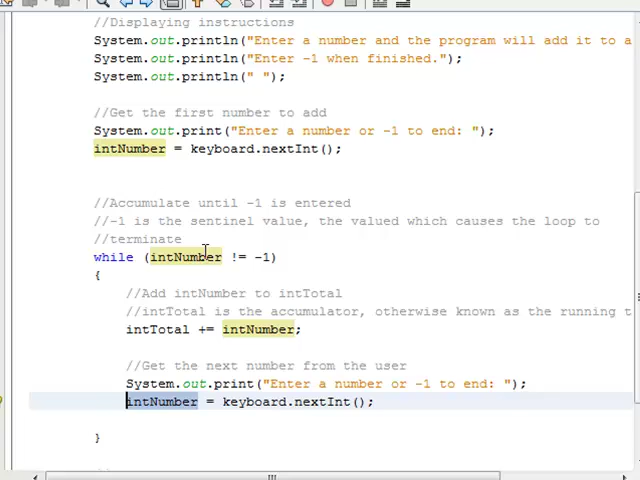 //Displaying instructions
System.out.println("Enter a number and the program will add it to a
System.out.println("Enter -1 when finished.");
System.out.println(" ");
//Get the first number to add
System.out.print("Enter a number or -1 to end: ");
intNumber = keyboard.nextInt();
//Accumulate until -1 is entered
//-1 is the sentinel value, the valued which causes the loop to
//terminate
while (intNumber != -1)
{
//Add intNumber to intTotal
//intTotal is the accumulator, otherwise known as the running t
intTotal += intNumber;
//Get the next number from the user
System.out.print("Enter a number or -1 to end: ");
intNumber = keyboard.nextInt();
}